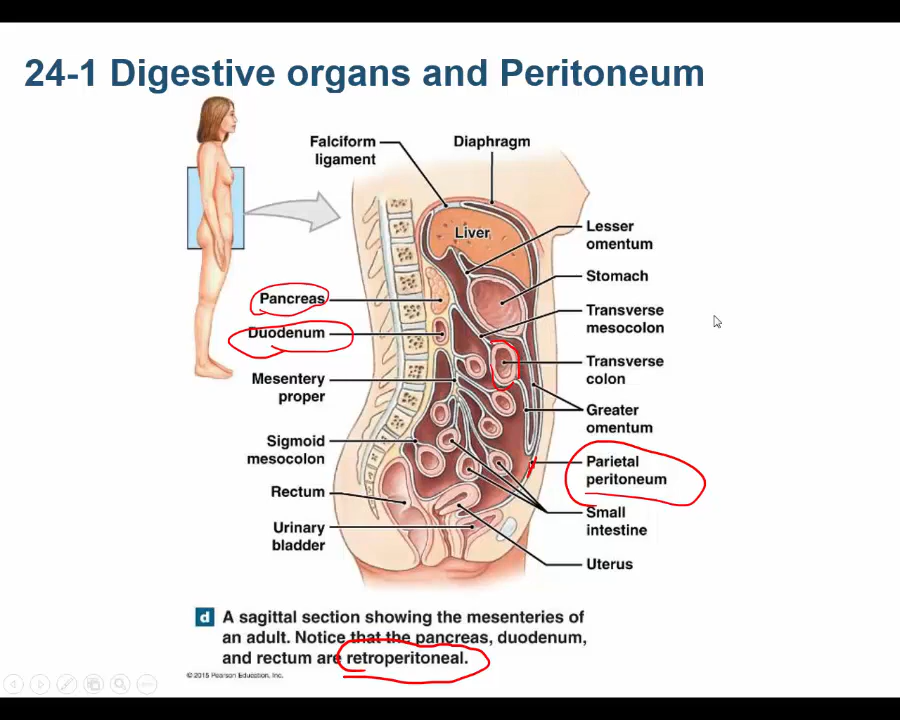 24-1 Digestive organs and Peritoneum
Falciform
ligament
Diaphragm
Liver
Lesser
omentum
Stomach
Pancreas
Transverse
mesocolon
Duodenum
Transverse
colon
Mesentery
proper
Greater
omentum
Sigmoid
mesocolon
Parietal
peritoneum
Rectum
Small
intestine
Urinary
bladder
Uterus
d A sagittal section showing the mesenteries of
an adult. Notice that the pancreas, duodenum,
and rectum are retroperitoneal.
© 2015 Pearson Education, Inc.